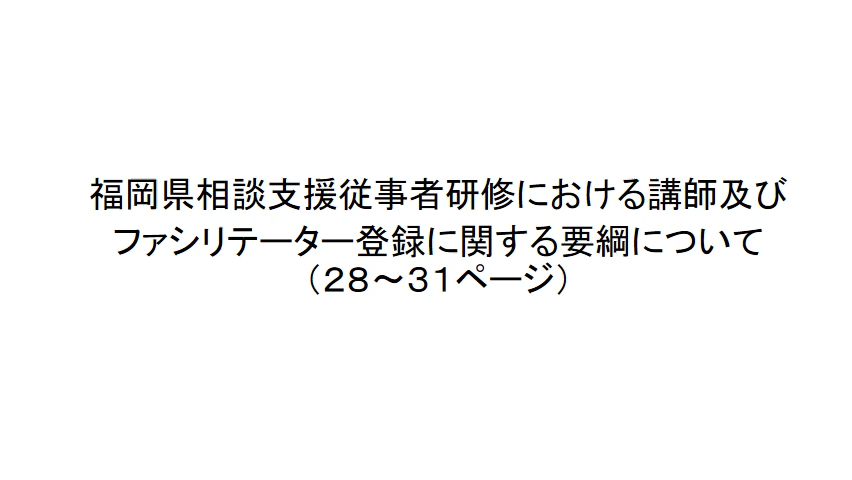 福岡県相談支援従事者研修における講師及び
ファシリテーター登録に関する要綱について
（２８～３１ページ）